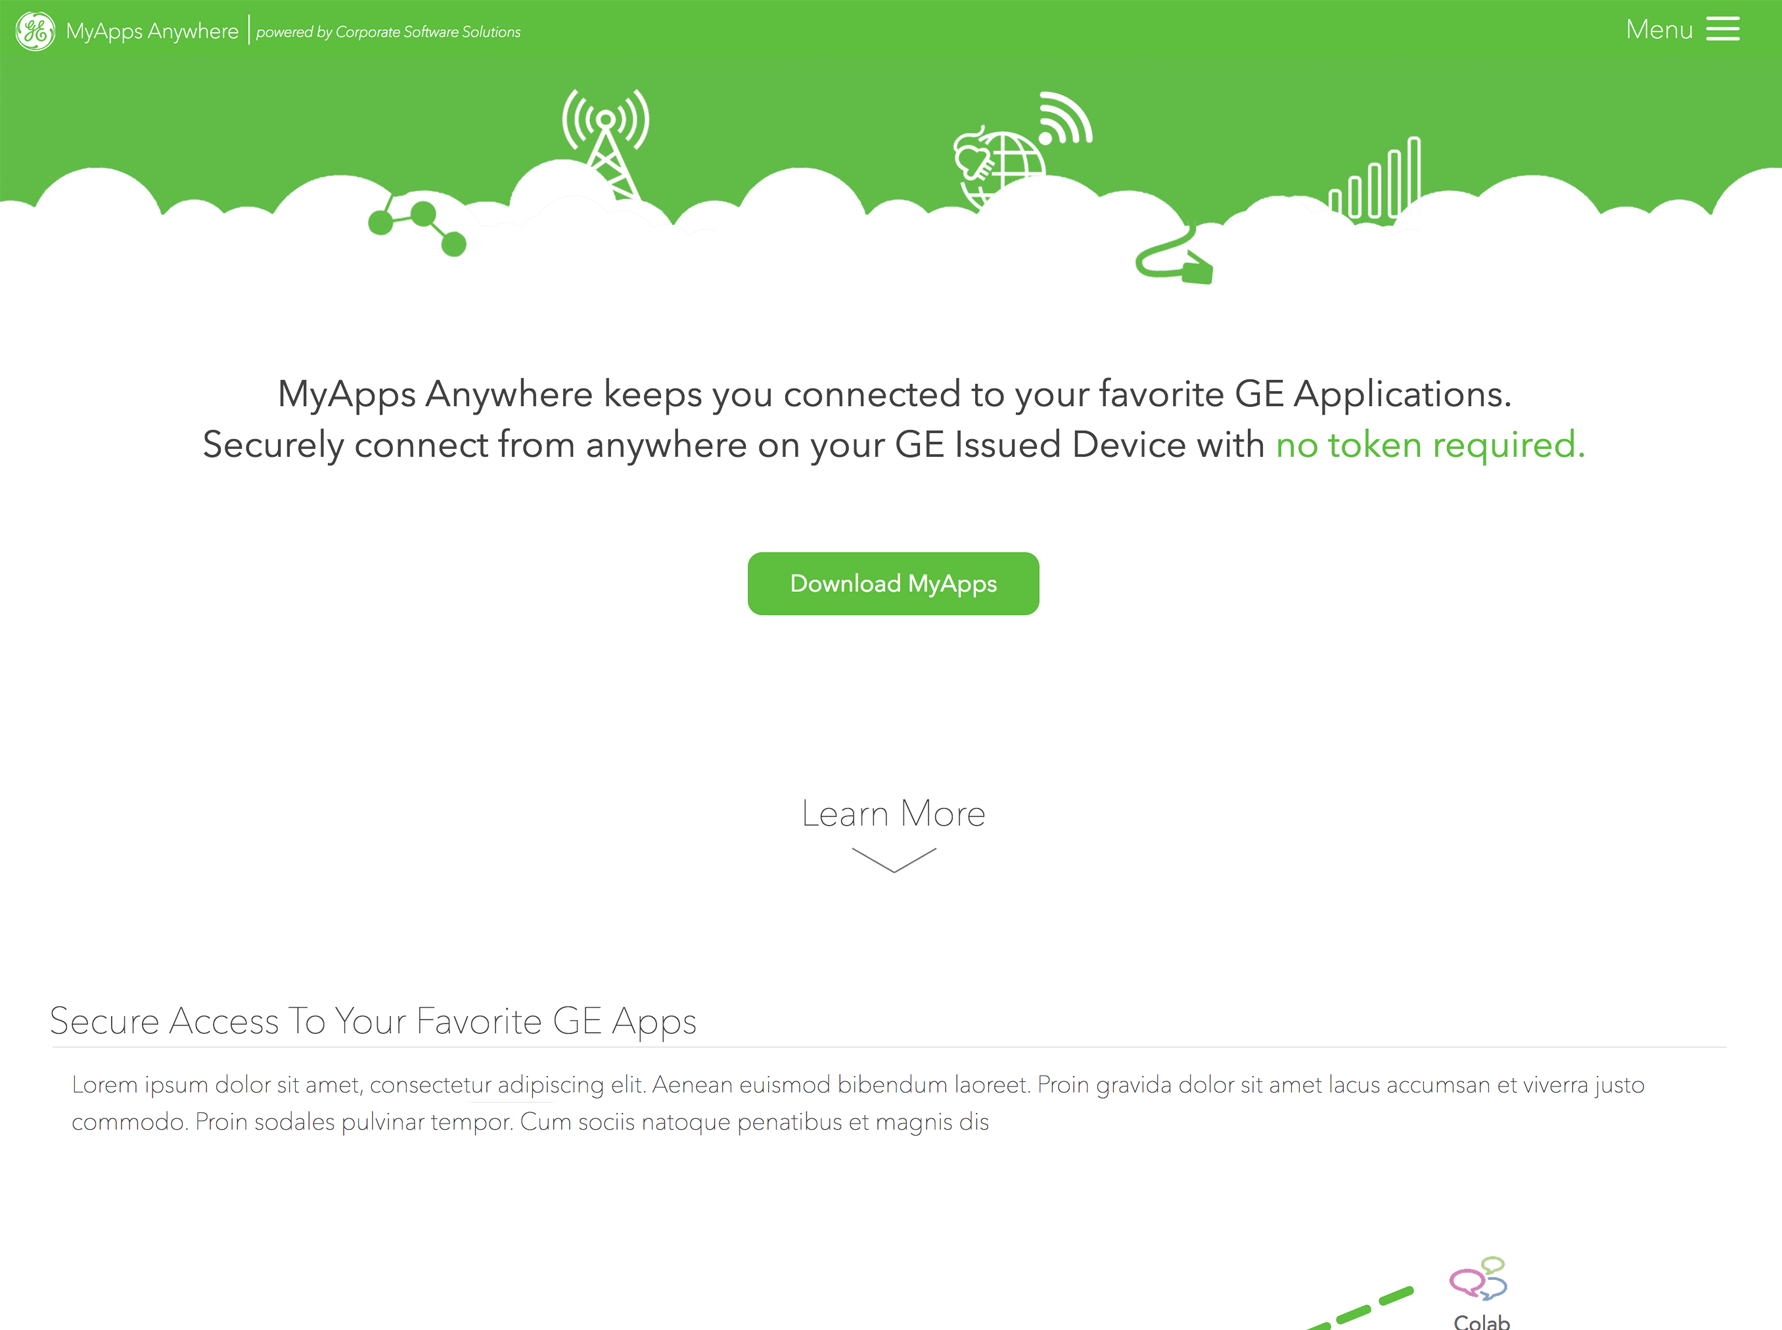 GE MyApps Anywhere | powered by Corporate Software Solutions
Menu
MyApps Anywhere keeps you connected to your favorite GE Applications.
Securely connect from anywhere on your GE Issued Device with no token required.
Download MyApps
Learn More
Secure Access To Your Favorite GE Apps
Lorem ipsum dolor sit amet, consectetur adipiscing elit. Aenean euismod bibendum laoreet. Proin gravida dolor sit amet lacus accumsan et viverra justo
commodo. Proin sodales pulvinar tempor. Cum sociis natoque penatibus et magnis dis
Colab